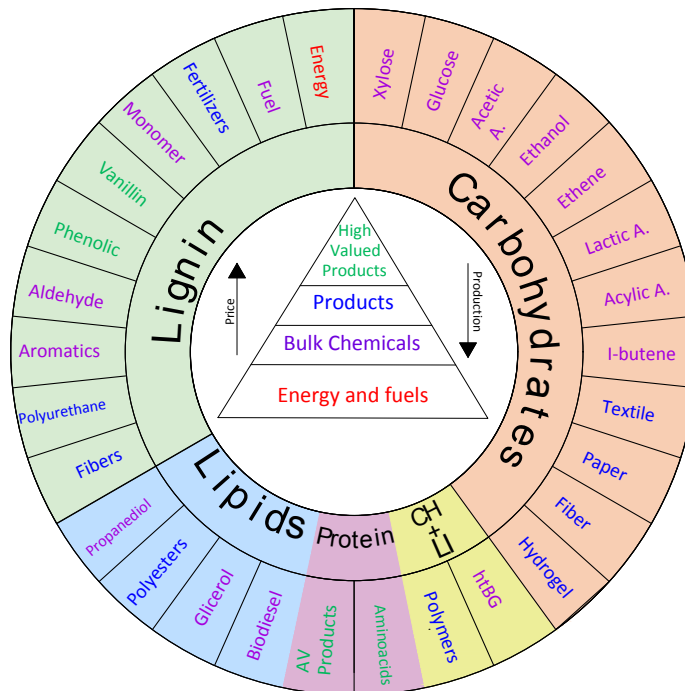 Energy
Xylose
Glucose
Acetic
A.
Ethanol
Ethene
Lactic A.
Acylic A.
I-butene
Textile
Paper
Fiber
Hydrogel
htBG
Polymers
Aminoacids
AV
Products
Biodiesel
Glicerol
Polyesters
Propanediol
Fibers
Polyurethane
Aromatics
Aldehyde
Phenolic
Vanillin
Monomer
Fertilizers
Fuel
Lignin
Carbohydrates
CH
+
LI
Protein
Lipids
High
Valued
Products
Products
Bulk Chemicals
Energy and fuels
Price
Production